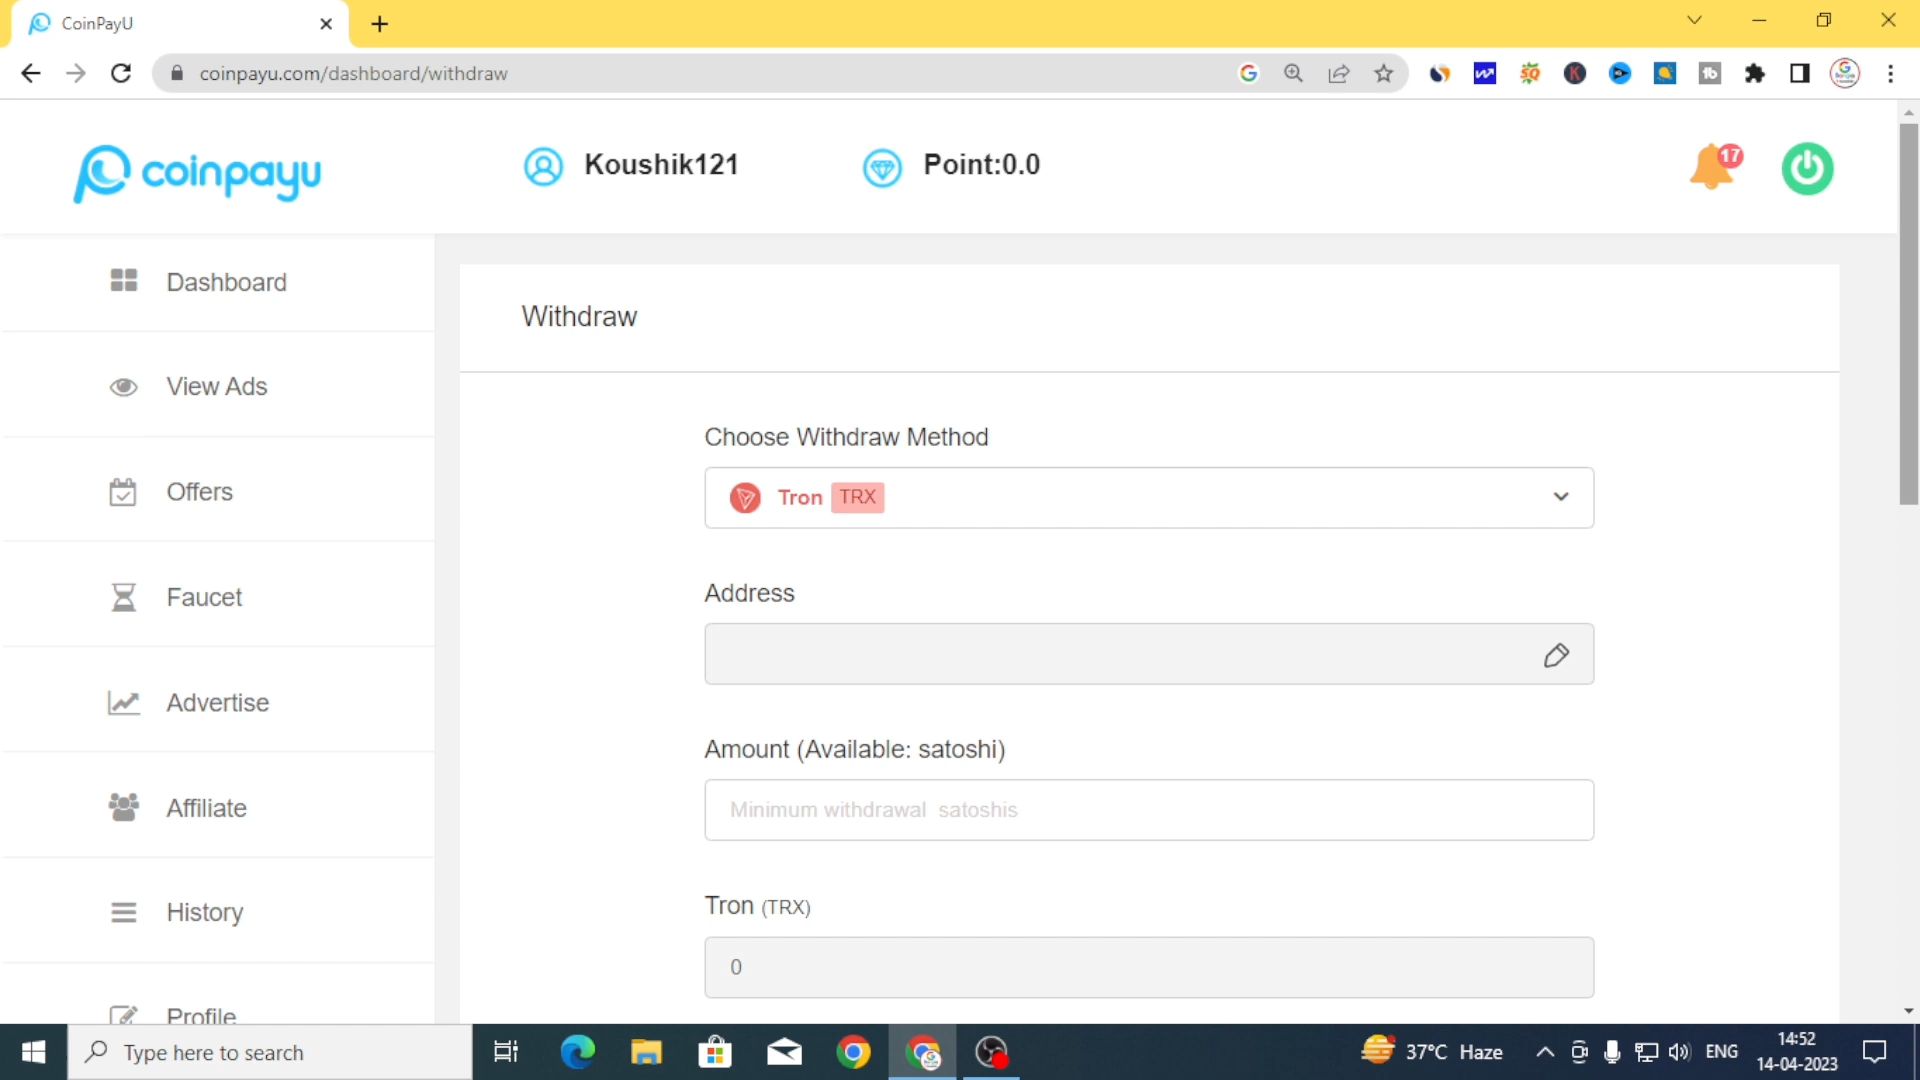 CoinPayU
coinpayu.com/dashboard/withdraw
coinpayu
Koushik121
Point:0.0
17
Dashboard
View Ads
Offers
Faucet
Advertise
Affiliate
History
Profile
Withdraw
Choose Withdraw Method
Tron TRX
Address
Amount (Available: satoshi)
Minimum withdrawal satoshis
Tron (TRX)
0
Type here to search
37°C Haze
ENG
14:52
14-04-2023